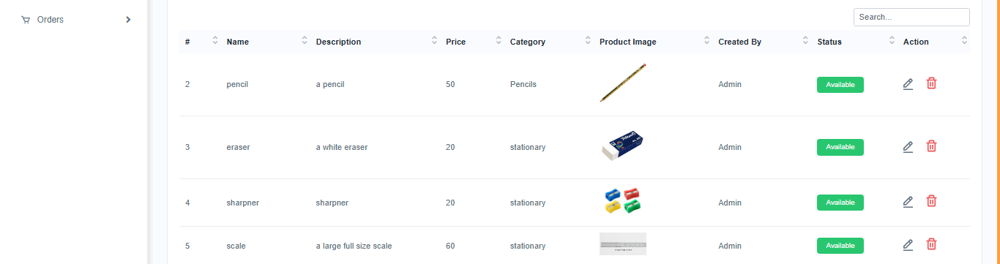 Orders
Search...
# Name Description Price Category Product Image Created By Status Action
2 pencil a pencil 50 Pencils Admin Available
3 eraser a white eraser 20 stationary Admin Available
4 sharpner sharpner 20 stationary Admin Available
5 scale a large full size scale 60 stationary Admin Available